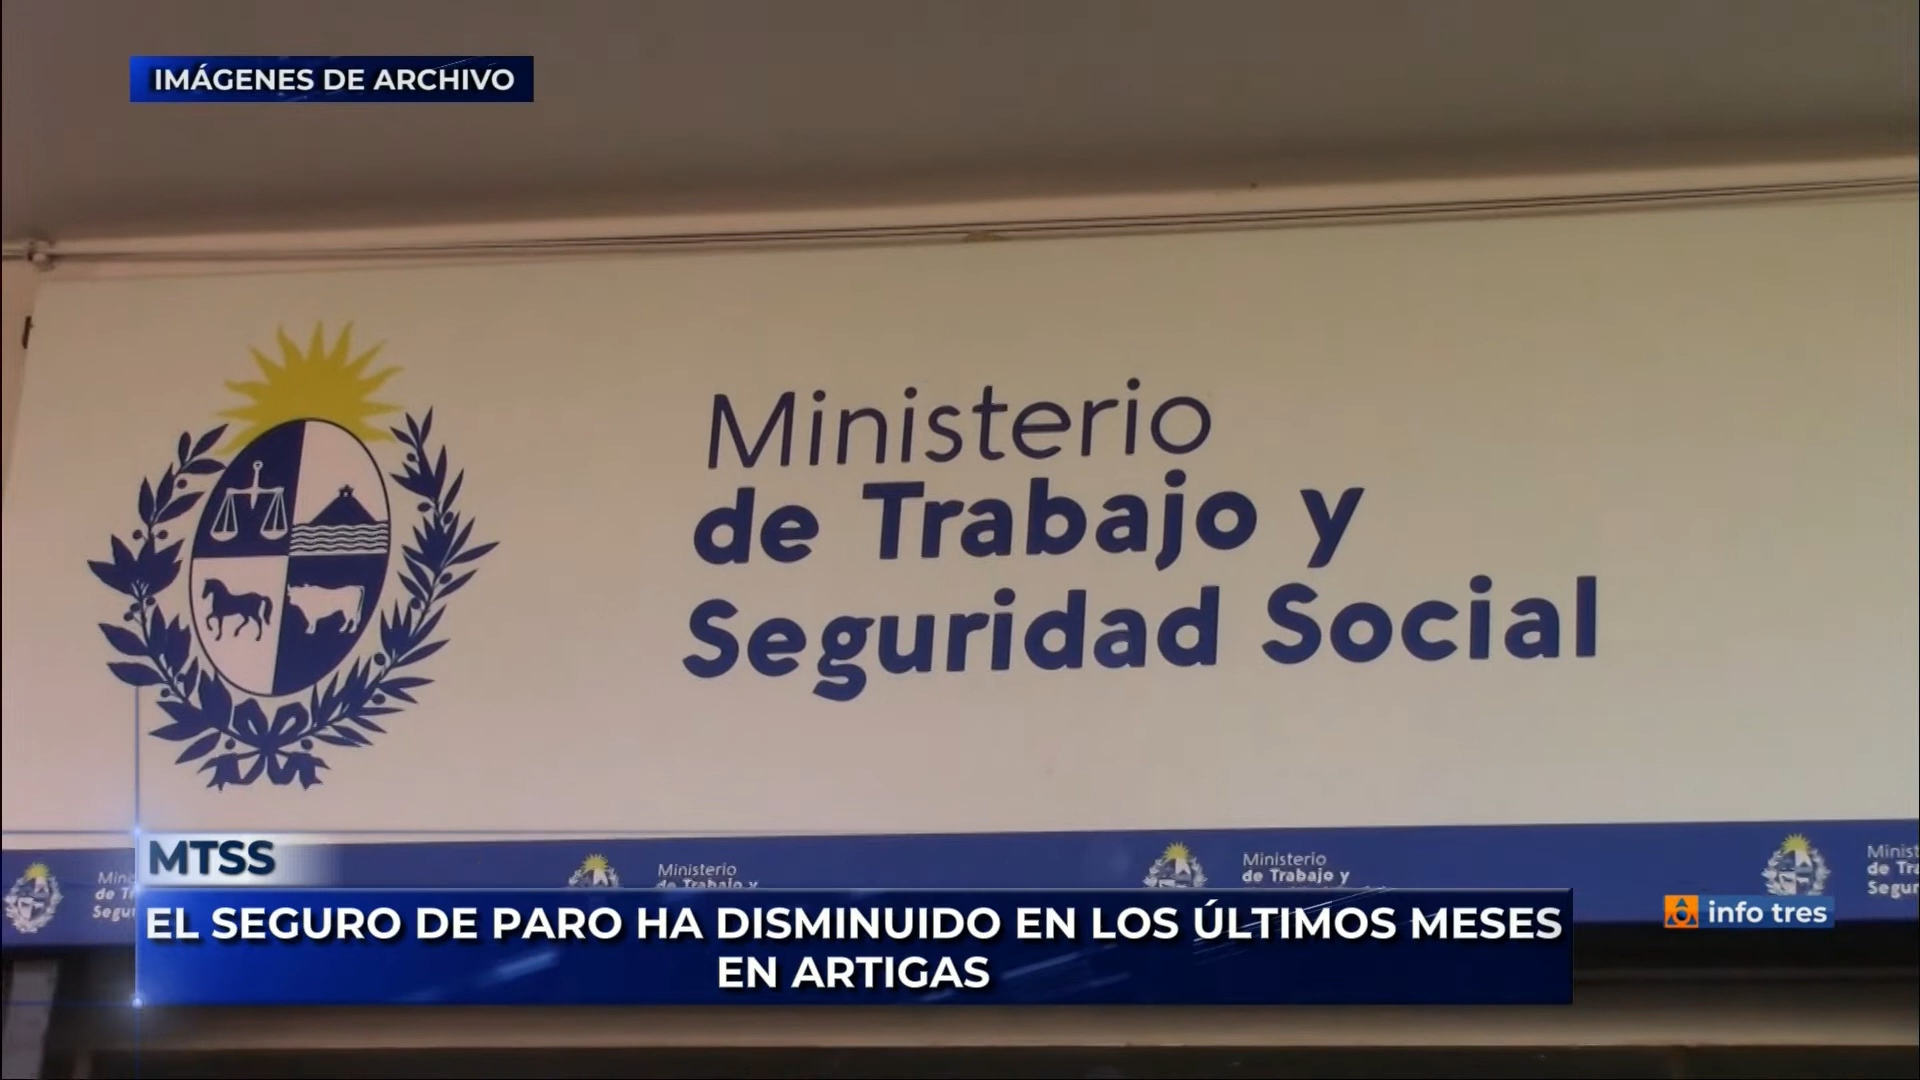 IMÁGENES DE ARCHIVO
Ministerio
de Trabajo y
Seguridad Social
MTSS
Ministerio
de Trabajo y
Ministerio
de Trabajo y
EL SEGURO DE PARO HA DISMINUIDO EN LOS ÚLTIMOS MESES
EN ARTIGAS
info tres